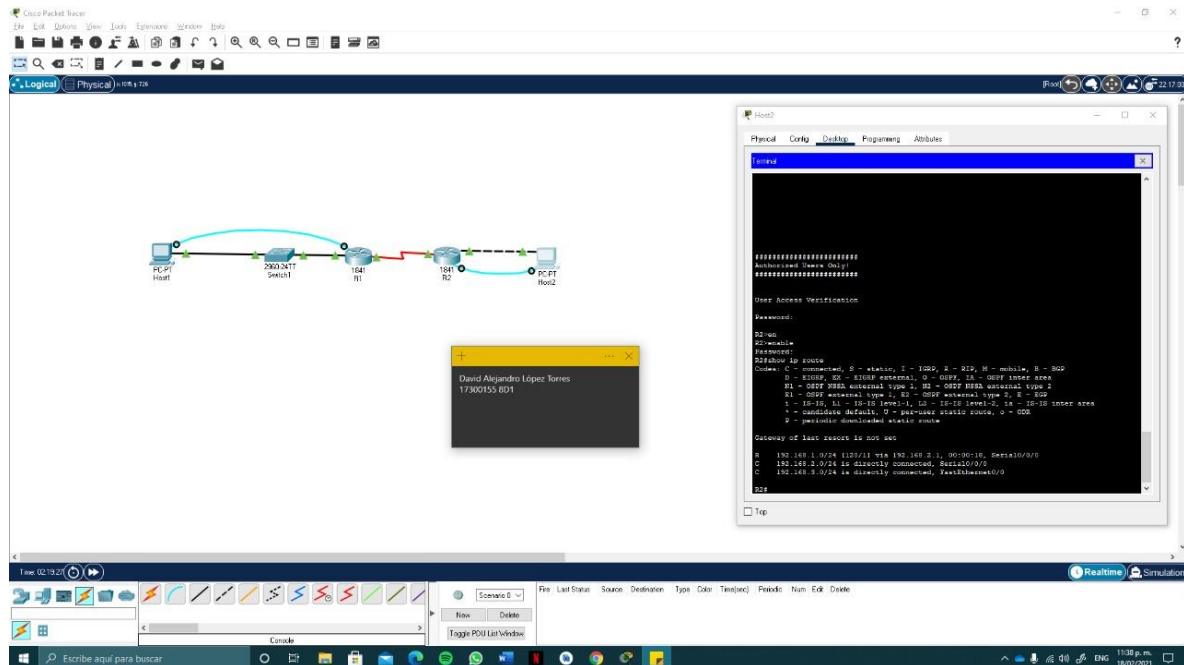 Cisco Packet Tracer
File Edit Options View Tools Extensions Window Help
?
Logical
Physical
[Root]
PC-PT
Host1
2960-24TT
Switch1
1841
R1
1841
R2
PC-PT
Host2
David Alejandro López Torres
17300155 8D1
Host2
Physical Config Desktop Programming Attributes
Terminal
X
#######################
Authorized Users Only!
#######################
User Access Verification
Password:
R2>en
R2>enable
Password:
R2#show ip route
Codes: C - connected, S - static, I - IGRP, R - RIP, M - mobile, B - BGP
D - EIGRP, EX - EIGRP external, O - OSPF, IA - OSPF inter area
N1 - OSPF NSSA external type 1, N2 - OSPF NSSA external type 2
E1 - OSPF external type 1, E2 - OSPF external type 2, E - EGP
i - IS-IS, L1 - IS-IS level-1, L2 - IS-IS level-2, ia - IS-IS inter area
* - candidate default, U - per-user static route, o - ODR
P - periodic downloaded static route
Gateway of last resort is not set
R 192.168.1.0/24 [120/1] via 192.168.2.1, 00:00:18, Serial0/0/0
C 192.168.2.0/24 is directly connected, Serial0/0/0
C 192.168.3.0/24 is directly connected, FastEthernet0/0
R2#
Top
Time: 02:19:27
Realtime
Simulation
Scenario 0
New Delete
Toggle PDU List Window
Fire Last Status Source Destination Type Color Time(sec) Periodic Num Edit Delete
Console
Escribe aquí para buscar
ENG
11:38 p. m.
18/02/2021